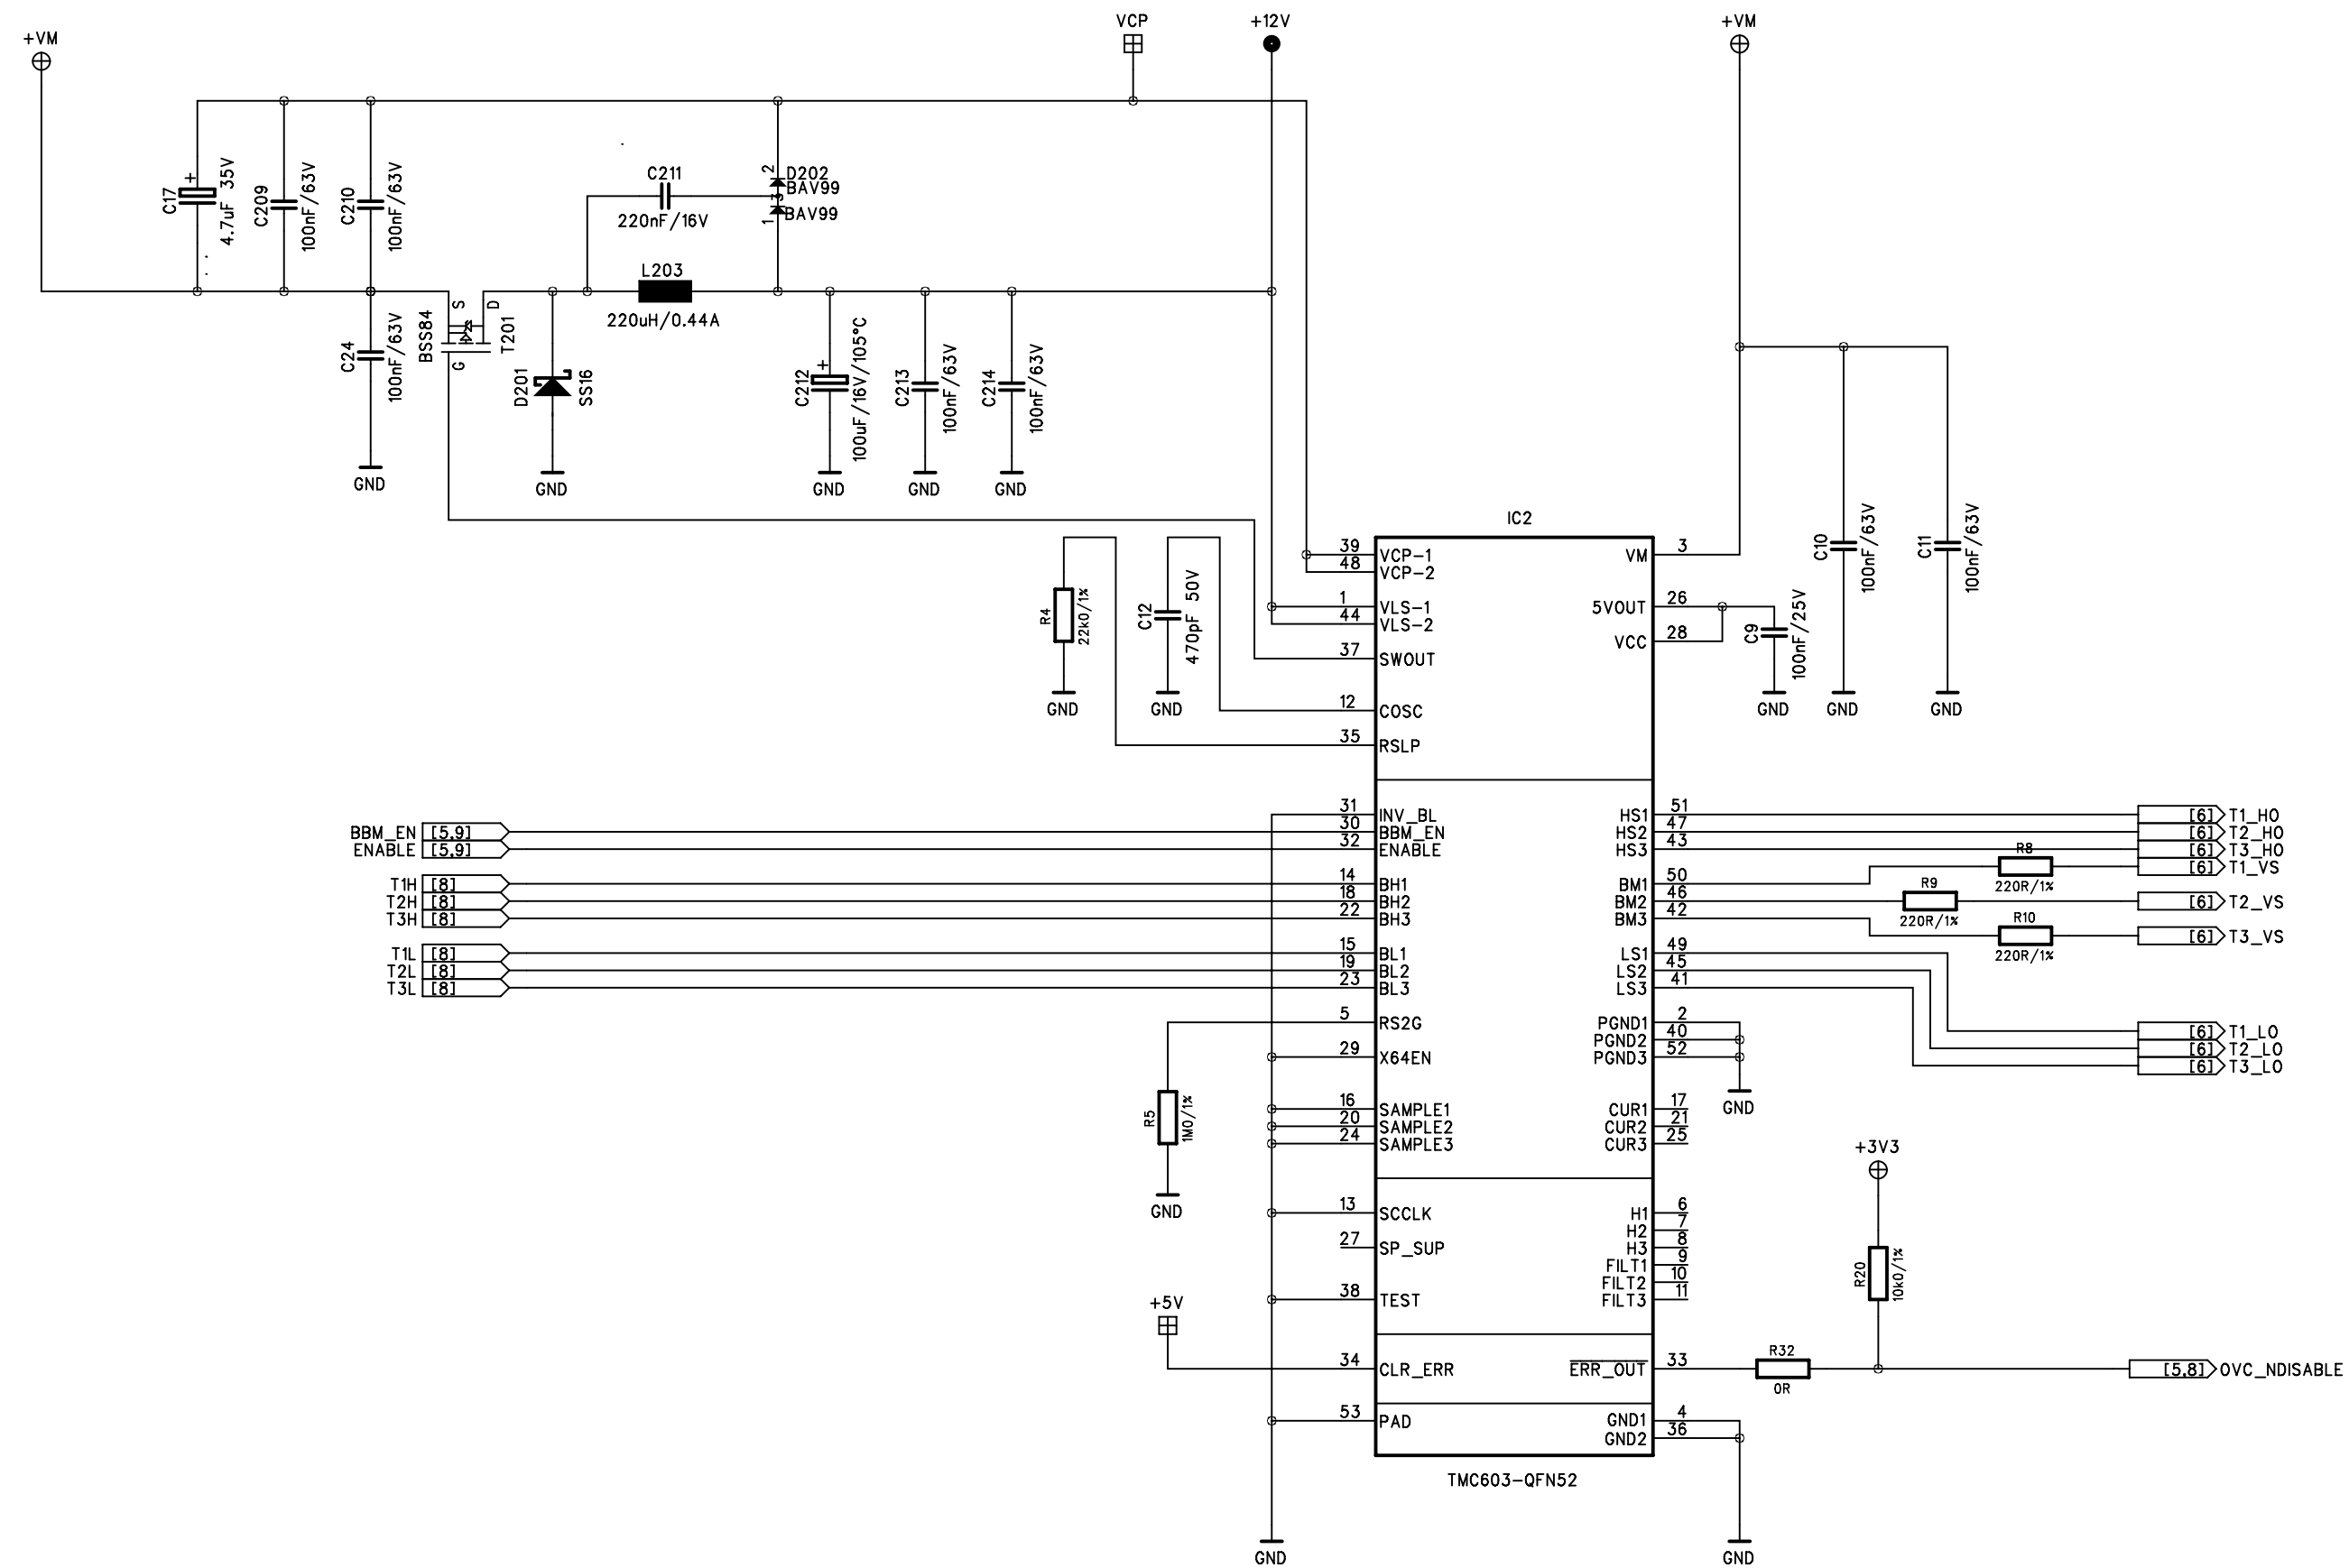 +VM
VCP
+12V
+VM
C17
+
4.7uF 35V
C209
100nF/63V
C210
100nF/63V
C211
220nF/16V
2
D202
BAV99
3
BAV99
1
L203
220uH/0.44A
C24
100nF/63V
GND
BSS84
S
D
G
T201
D201
SS16
GND
C212
+
100uF/16V/105°C
GND
C213
100nF/63V
GND
C214
100nF/63V
GND
R4
22k0/1%
GND
C12
470pF 50V
GND
IC2
39 VCP-1
48 VCP-2
1 VLS-1
44 VLS-2
37 SWOUT
12 COSC
35 RSLP
VM 3
5VOUT 26
VCC 28
C9
100nF/25V
GND
C10
100nF/63V
GND
C11
100nF/63V
GND
BBM_EN [5,9]
ENABLE [5,9]
T1H [8]
T2H [8]
T3H [8]
T1L [8]
T2L [8]
T3L [8]
31 INV_BL
30 BBM_EN
32 ENABLE
14 BH1
18 BH2
22 BH3
15 BL1
19 BL2
23 BL3
5 RS2G
29 X64EN
16 SAMPLE1
20 SAMPLE2
24 SAMPLE3
R5
1M0/1%
GND
HS1 51
HS2 47
HS3 43
BM1 50
BM2 46
BM3 42
LS1 49
LS2 45
LS3 41
PGND1 2
PGND2 40
PGND3 52
GND
CUR1 17
CUR2 21
CUR3 25
R8
220R/1%
R9
220R/1%
R10
220R/1%
[6] T1_HO
[6] T2_HO
[6] T3_HO
[6] T1_VS
[6] T2_VS
[6] T3_VS
[6] T1_LO
[6] T2_LO
[6] T3_LO
13 SCCLK
27 SP_SUP
38 TEST
H1 6
H2 7
H3 8
FILT1 9
FILT2 10
FILT3 11
+3V3
R20
10k0/1%
+5V
34 CLR_ERR
ERR_OUT 33
R32
0R
[5,8] OVC_NDISABLE
53 PAD
GND1 4
GND2 36
TMC603-QFN52
GND
GND